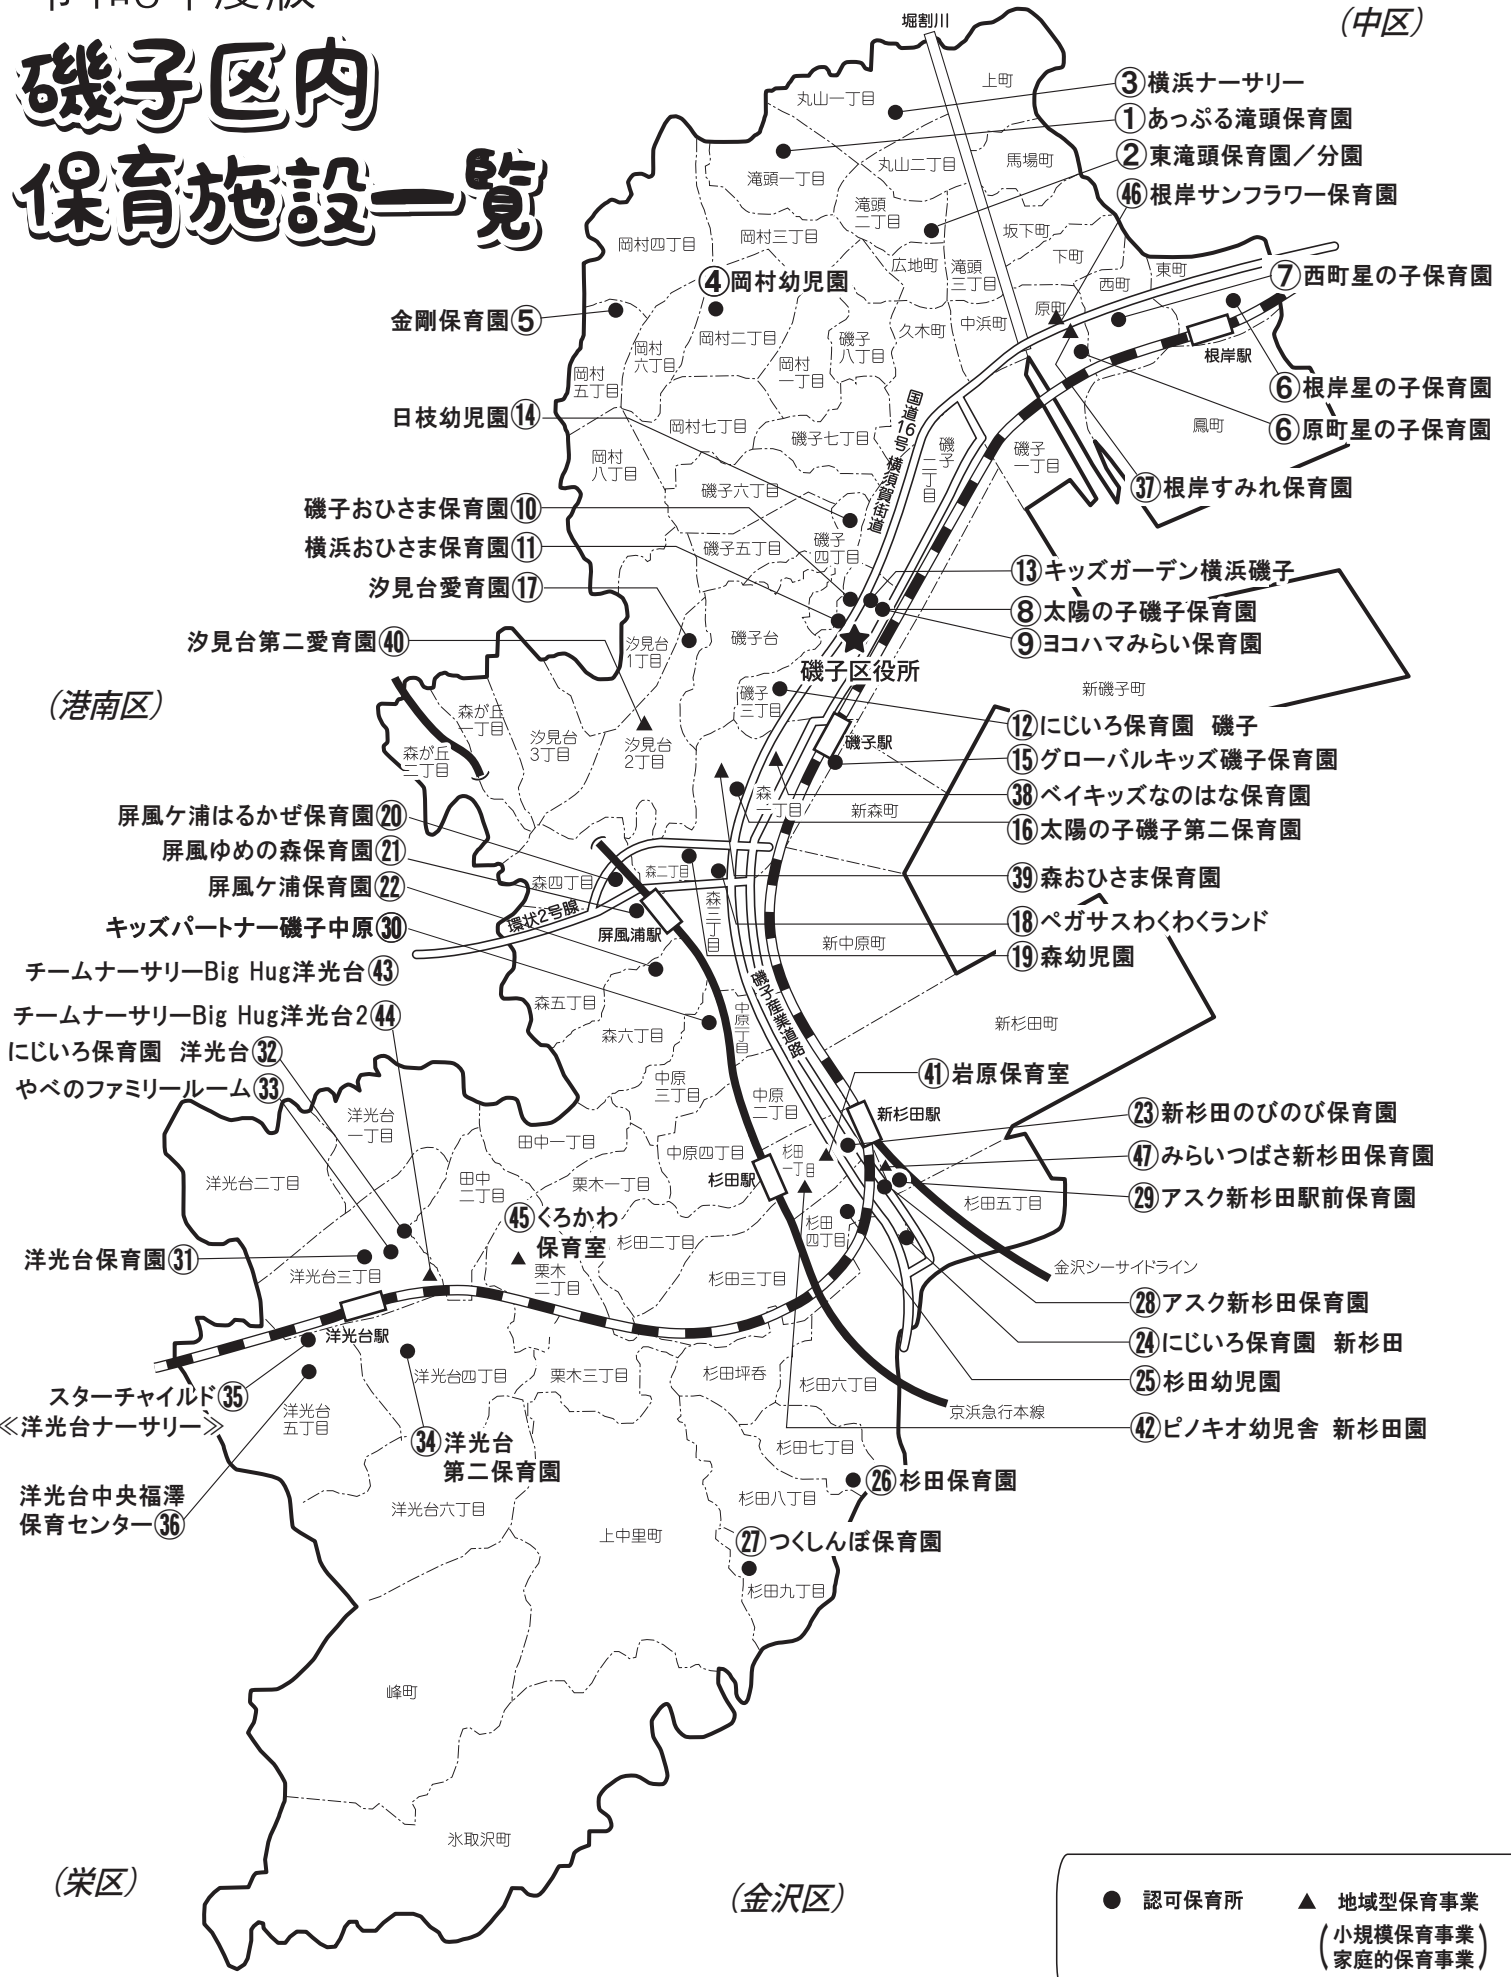 磯子区内
保育施設一覧
（中区）
堀割川
上町
丸山一丁目
③横浜ナーサリー
①あっぷる滝頭保育園
②東滝頭保育園／分園
㊻根岸サンフラワー保育園
丸山二丁目
馬場町
滝頭一丁目
滝頭
二丁目
坂下町
岡村四丁目
岡村三丁目
下町
広地町
滝頭
三丁目
東町
西町
④岡村幼児園
⑦西町星の子保育園
金剛保育園⑤
原町
中浜町
久木町
岡村二丁目
磯子
八丁目
岡村
六丁目
根岸駅
岡村
一丁目
岡村
五丁目
⑥根岸星の子保育園
⑥原町星の子保育園
国道16号 横須賀街道
日枝幼児園⑭
岡村七丁目
鳳町
磯子七丁目
磯子
二丁目
磯子
一丁目
岡村
八丁目
磯子六丁目
㊲根岸すみれ保育園
磯子おひさま保育園⑩
横浜おひさま保育園⑪
磯子五丁目
磯子
四丁目
⑬キッズガーデン横浜磯子
汐見台愛育園⑰
⑧太陽の子磯子保育園
⑨ヨコハマみらい保育園
汐見台第二愛育園㊵
汐見台
1丁目
磯子台
磯子区役所
新磯子町
（港南区）
磯子
三丁目
森が丘
一丁目
⑫にじいろ保育園 磯子
汐見台
3丁目
汐見台
2丁目
磯子駅
森が丘
二丁目
⑮グローバルキッズ磯子保育園
㊳ベイキッズなのはな保育園
森
一丁目
新森町
屏風ケ浦はるかぜ保育園⑳
⑯太陽の子磯子第二保育園
屏風ゆめの森保育園㉑
森二丁目
㊴森おひさま保育園
屏風ケ浦保育園㉒
森四丁目
森三丁目
環状2号線
キッズパートナー磯子中原㉚
⑱ペガサスわくわくランド
屏風浦駅
新中原町
⑲森幼児園
チームナーサリーBig Hug洋光台㊸
磯子産業道路
森五丁目
中原一丁目
チームナーサリーBig Hug洋光台2㊹
新杉田町
森六丁目
にじいろ保育園 洋光台㉜
㊶岩原保育室
やべのファミリールーム㉝
中原
三丁目
中原
二丁目
洋光台
一丁目
新杉田駅
㉓新杉田のびのび保育園
田中一丁目
中原四丁目
杉田
一丁目
㊼みらいつばさ新杉田保育園
洋光台二丁目
田中
二丁目
栗木一丁目
杉田駅
㉙アスク新杉田駅前保育園
杉田五丁目
㊺くろかわ
保育室
杉田
四丁目
杉田二丁目
洋光台保育園㉛
洋光台三丁目
栗木
二丁目
杉田三丁目
金沢シーサイドライン
㉘アスク新杉田保育園
洋光台駅
㉔にじいろ保育園 新杉田
洋光台四丁目
栗木三丁目
杉田坪呑
杉田六丁目
㉕杉田幼児園
スターチャイルド㉟
≪洋光台ナーサリー≫
京浜急行本線
洋光台
五丁目
㊷ピノキオ幼児舎 新杉田園
㉞洋光台
第二保育園
杉田七丁目
㉖杉田保育園
洋光台中央福澤
保育センター㊱
杉田八丁目
洋光台六丁目
上中里町
㉗つくしんぼ保育園
杉田九丁目
峰町
氷取沢町
（栄区）
（金沢区）
● 認可保育所 ▲ 地域型保育事業
（小規模保育事業
家庭的保育事業）